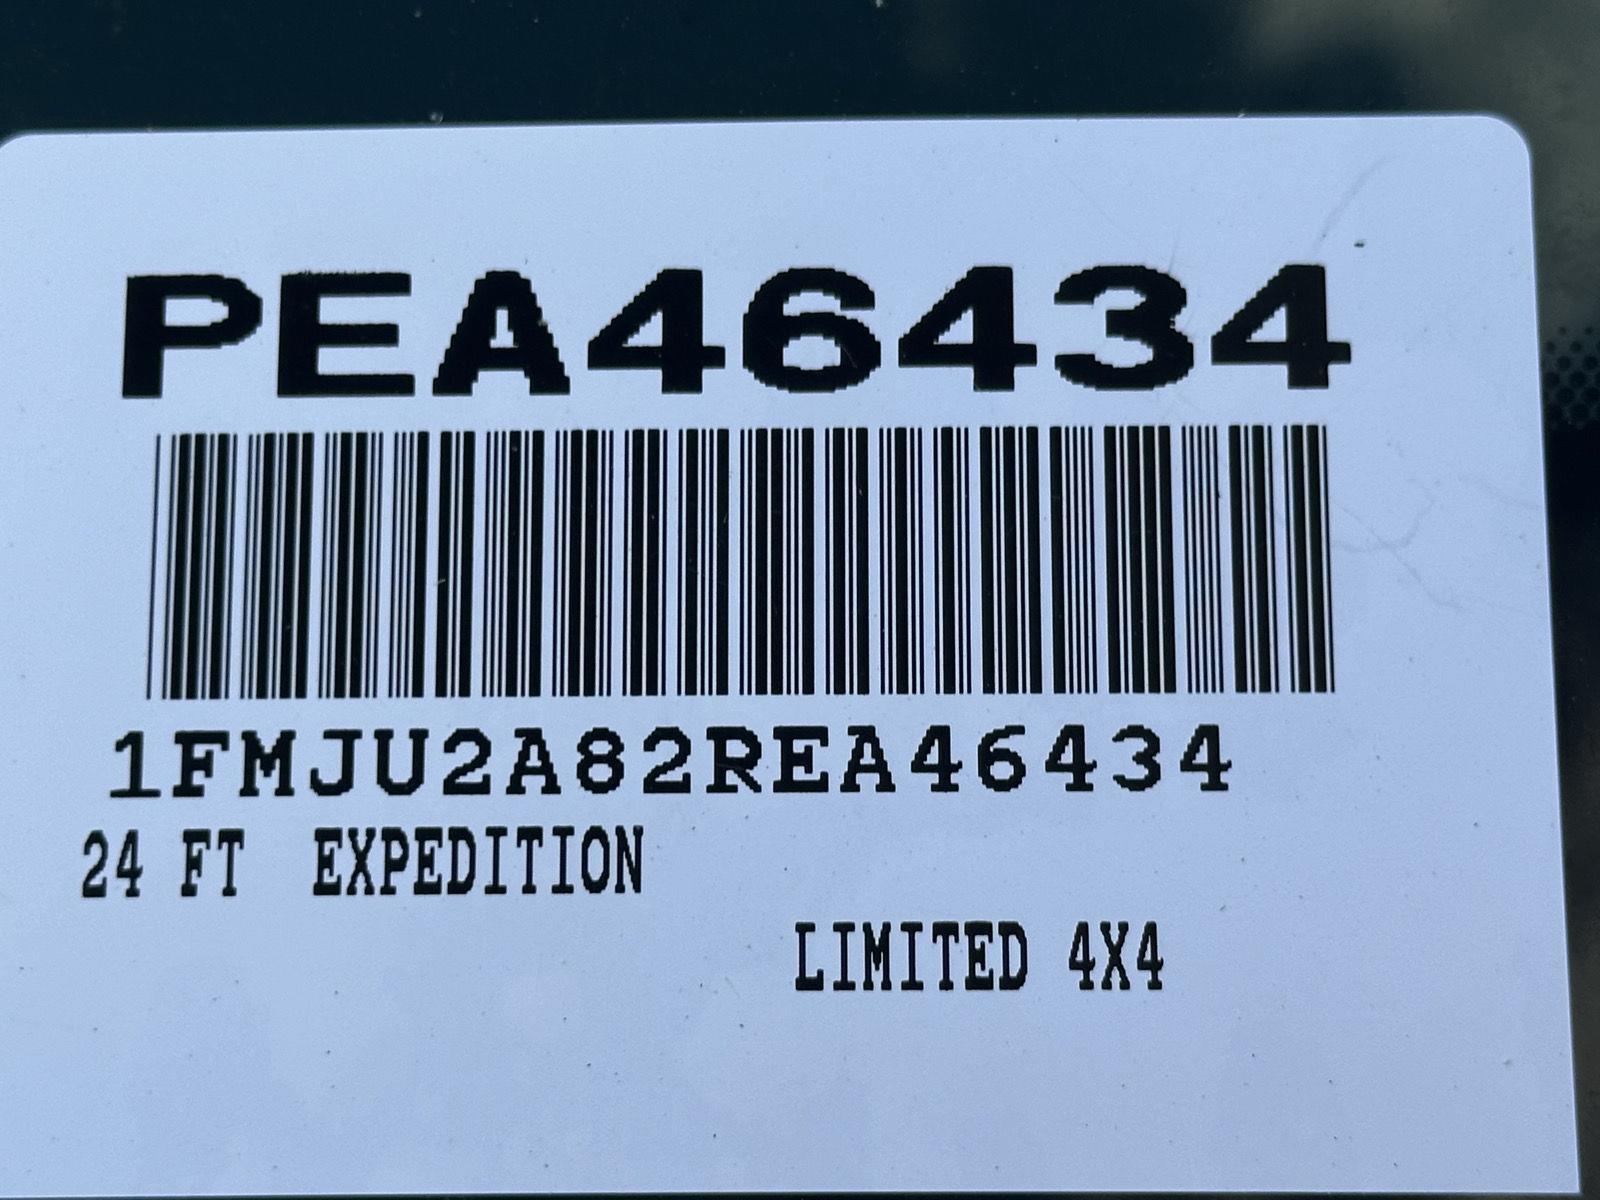 PEA46434
1FMJU2A82REA46434
24 FT EXPEDITION
LIMITED 4X4